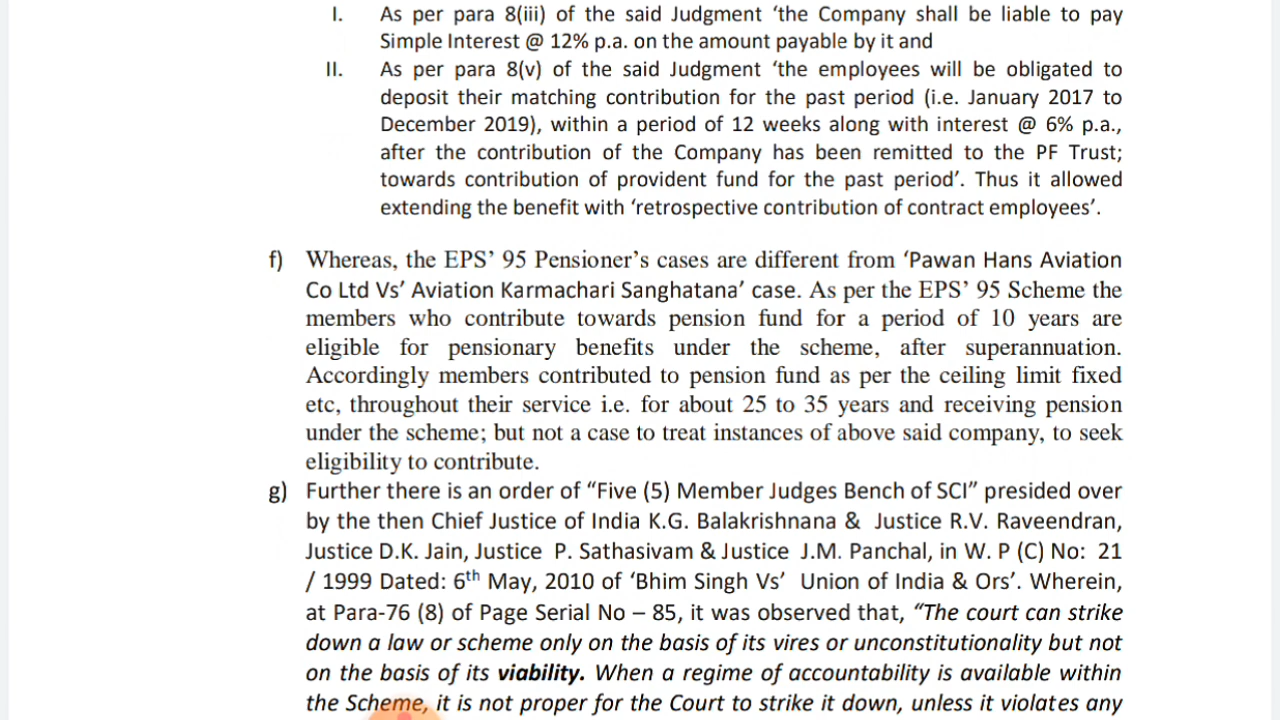 I. As per para 8(iii) of the said Judgment ‘the Company shall be liable to pay
Simple Interest @ 12% p.a. on the amount payable by it and
II. As per para 8(v) of the said Judgment ‘the employees will be obligated to
deposit their matching contribution for the past period (i.e. January 2017 to
December 2019), within a period of 12 weeks along with interest @ 6% p.a.,
after the contribution of the Company has been remitted to the PF Trust;
towards contribution of provident fund for the past period’. Thus it allowed
extending the benefit with ‘retrospective contribution of contract employees’.
f) Whereas, the EPS’ 95 Pensioner’s cases are different from ‘Pawan Hans Aviation
Co Ltd Vs’ Aviation Karmachari Sanghatana’ case. As per the EPS’ 95 Scheme the
members who contribute towards pension fund for a period of 10 years are
eligible for pensionary benefits under the scheme, after superannuation.
Accordingly members contributed to pension fund as per the ceiling limit fixed
etc, throughout their service i.e. for about 25 to 35 years and receiving pension
under the scheme; but not a case to treat instances of above said company, to seek
eligibility to contribute.
g) Further there is an order of “Five (5) Member Judges Bench of SCI” presided over
by the then Chief Justice of India K.G. Balakrishnana & Justice R.V. Raveendran,
Justice D.K. Jain, Justice P. Sathasivam & Justice J.M. Panchal, in W. P (C) No: 21
/ 1999 Dated: 6th May, 2010 of ‘Bhim Singh Vs’ Union of India & Ors’. Wherein,
at Para-76 (8) of Page Serial No – 85, it was observed that, “The court can strike
down a law or scheme only on the basis of its vires or unconstitutionality but not
on the basis of its viability. When a regime of accountability is available within
the Scheme, it is not proper for the Court to strike it down, unless it violates any